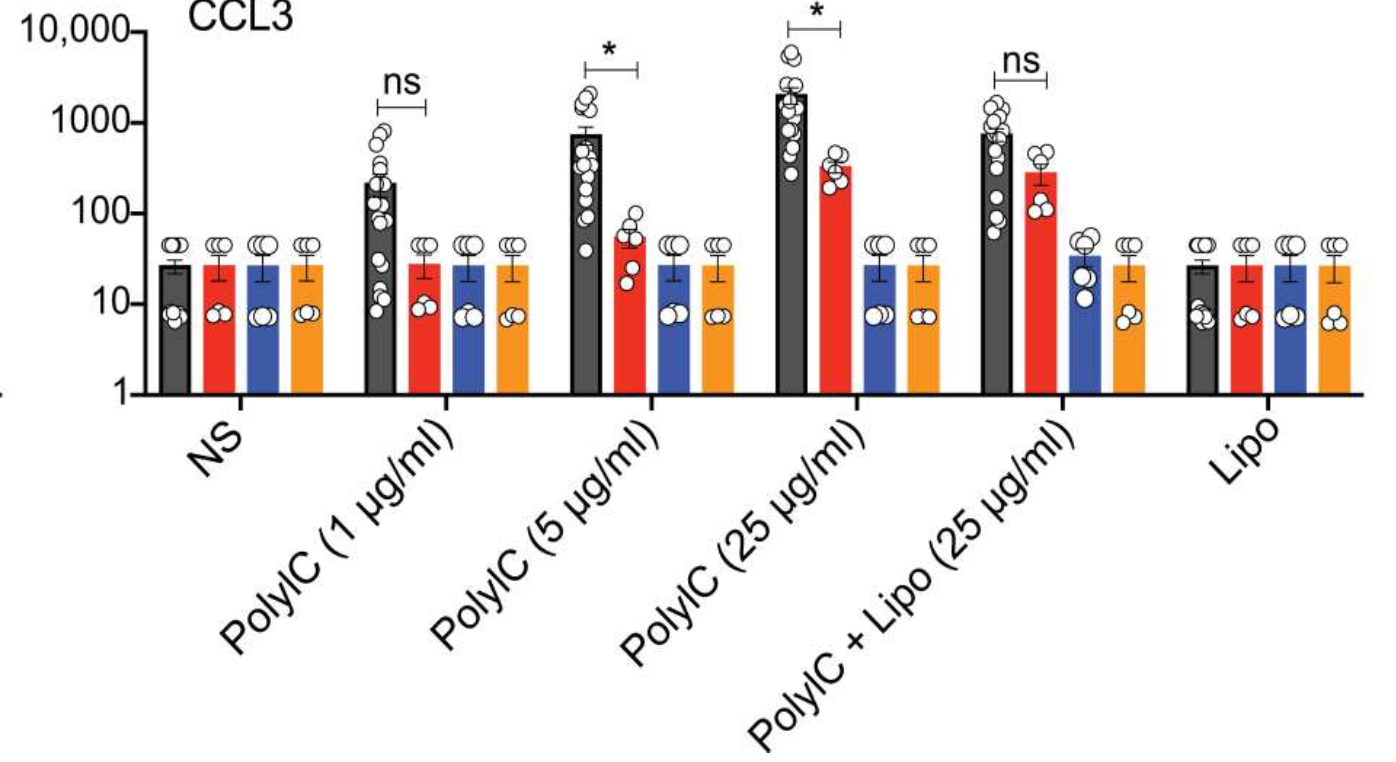 CCL3
10,000
1000
100
10
1
ns
*
*
ns
NS
PolyIC (1 µg/ml)
PolyIC (5 µg/ml)
PolyIC (25 µg/ml)
PolyIC + Lipo (25 µg/ml)
Lipo